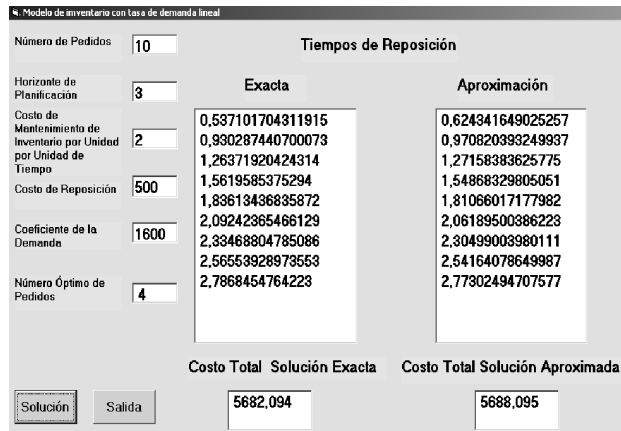 Modelo de imventario con tasa de demanda lineal
Número de Pedidos
10
Tiempos de Reposición
Horizonte de
Planificación
3
Exacta
Aproximación
Costo de
Mantenimiento de
Inventario por Unidad
por Unidad de
Tiempo
2
Costo de Reposición
500
Coeficiente de la
Demanda
1600
Número Óptimo de
Pedidos
4
0,537101704311915
0,930287440700073
1,26371920424314
1,5619585375294
1,83613436835872
2,09242365466129
2,33468804785086
2,56553928973553
2,7868454764223
0,624341649025257
0,970820393249937
1,27158383625775
1,54868329805051
1,81066017177982
2,06189500386223
2,30499003980111
2,54164078649987
2,77302494707577
Costo Total Solución Exacta
Costo Total Solución Aproximada
Solución
Salida
5682,094
5688,095